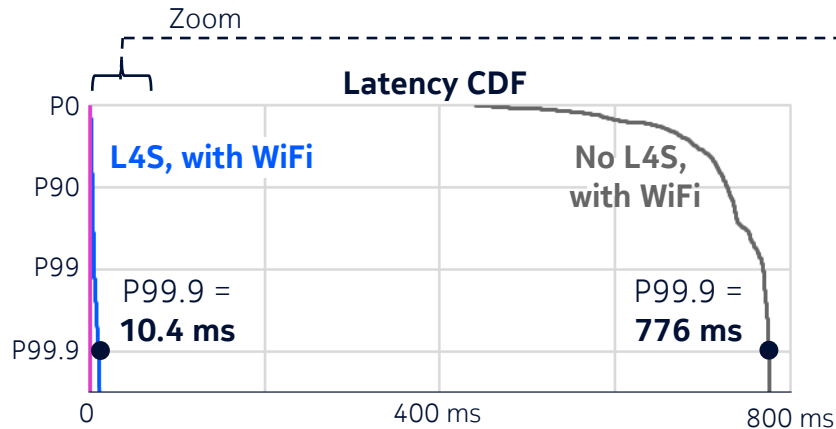 Zoom
Latency CDF
P0
L4S, with WiFi
No L4S,
with WiFi
P90
P99
P99.9 =
10.4 ms
P99.9 =
776 ms
P99.9
0
400 ms
800 ms